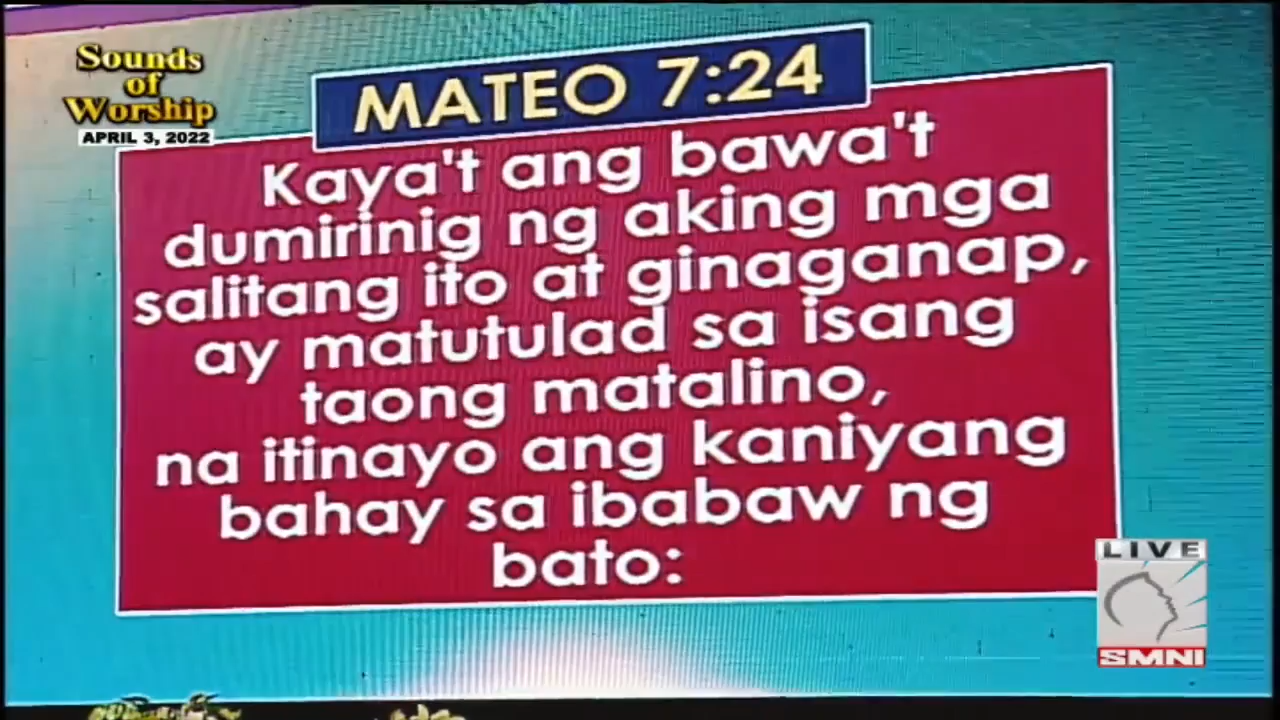 Sounds
of
Worship
APRIL 3, 2022
MATEO 7:24
Kaya't ang bawa't
dumirinig ng aking mga
salitang ito at ginaganap,
ay matutulad sa isang
taong matalino,
na itinayo ang kaniyang
bahay sa ibabaw ng
bato:
LIVE
SMNI